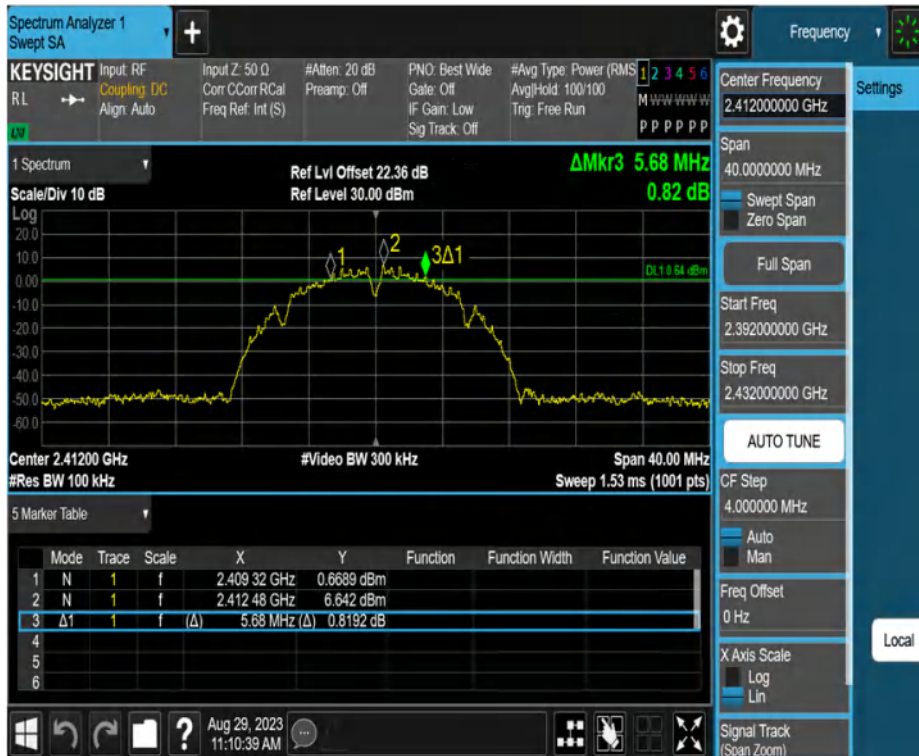 Spectrum Analyzer 1
Swept SA
Frequency
KEYSIGHT
RL
Input: RF
Coupling: DC
Align: Auto
Input Z: 50 Ω
Corr CCorr RCal
Freq Ref: Int (S)
#Atten: 20 dB
Preamp: Off
PNO: Best Wide
Gate: Off
IF Gain: Low
Sig Track: Off
#Avg Type: Power (RMS
Avg|Hold: 100/100
Trig: Free Run
1 2 3 4 5 6
M W W W W W
P P P P P P
Center Frequency
2.412000000 GHz
Settings
Span
40.0000000 MHz
Swept Span
Zero Span
Full Span
Start Freq
2.392000000 GHz
Stop Freq
2.432000000 GHz
AUTO TUNE
CF Step
4.000000 MHz
Auto
Man
Freq Offset
0 Hz
X Axis Scale
Log
Lin
Local
Signal Track
(Span Zoom)
1 Spectrum
Scale/Div 10 dB
Ref Lvl Offset 22.36 dB
Ref Level 30.00 dBm
ΔMkr3 5.68 MHz
0.82 dB
Log
20.0
10.0
0.00
-10.0
-20.0
-30.0
-40.0
-50.0
-60.0
1
2
3Δ1
DL1 0.64 dBm
Center 2.41200 GHz
#Video BW 300 kHz
Span 40.00 MHz
#Res BW 100 kHz
Sweep 1.53 ms (1001 pts)
5 Marker Table
Mode Trace Scale X Y Function Function Width Function Value
1 N 1 f 2.409 32 GHz 0.6689 dBm
2 N 1 f 2.412 48 GHz 6.642 dBm
3 Δ1 1 f (Δ) 5.68 MHz (Δ) 0.8192 dB
4
5
6
?
Aug 29, 2023
11:10:39 AM